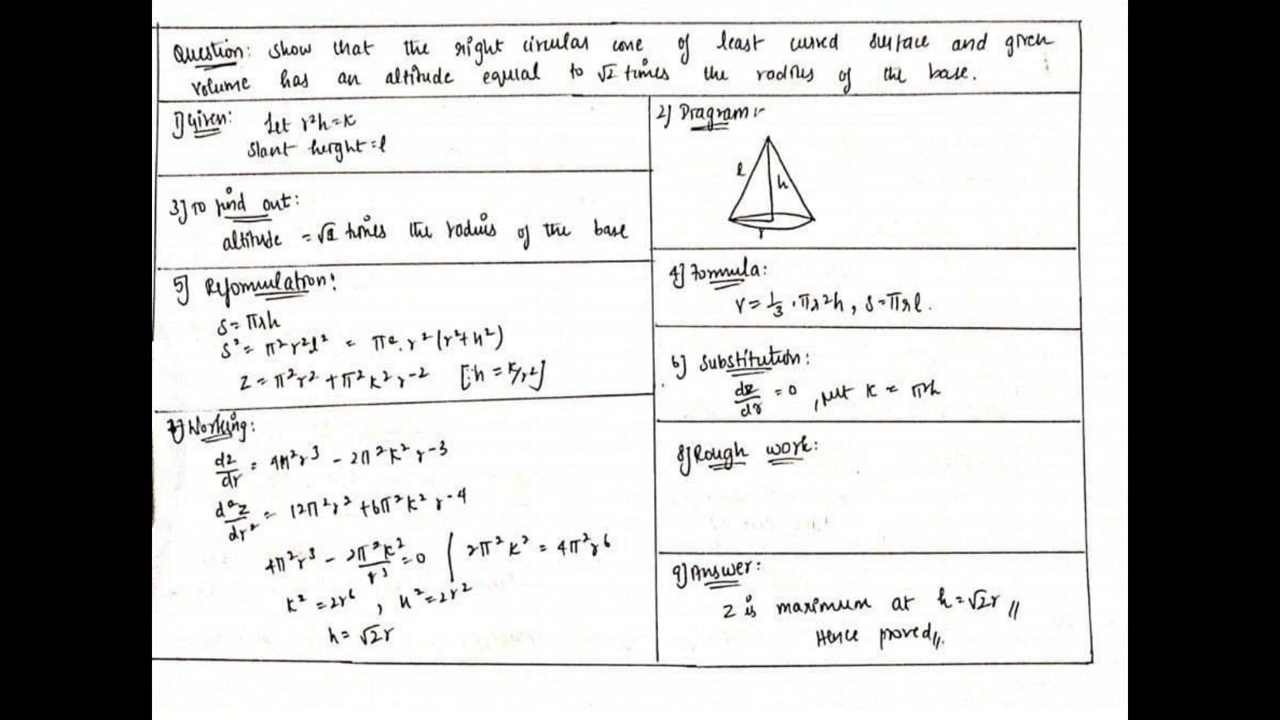 Question: show that the right circular cone of least curved surface and given
volume has an altitude equal to √2 times the radius of the base.
1) Given: Let r²h=k
slant height=l
2) Diagram:-
l
h
r
3) To find out:
altitude = √2 times the radius of the base
4) Formula:
v = 1/3 · πr²h, s=πrl.
5) Reformulation:
s = πrh
s² = π²r²l² = π². r²(r²+h²)
z = π²r² + π²k²r⁻² [∵h = k/r²]
6) Substitution:
dz/dr = 0 , put k = πrh
7) Working:
dz/dr = 4π²r³ - 2π²k² r⁻³
d²z/dr² = 12π²r² + 6π²k² r⁻⁴
4π²r³ - 2π²k²/r³ = 0 | 2π²k² = 4π²r⁶
k² = 2r⁶ , h² = 2r²
h = √2r
8) Rough work:
9) Answer:
z is maximum at h=√2r //
Hence proved //.